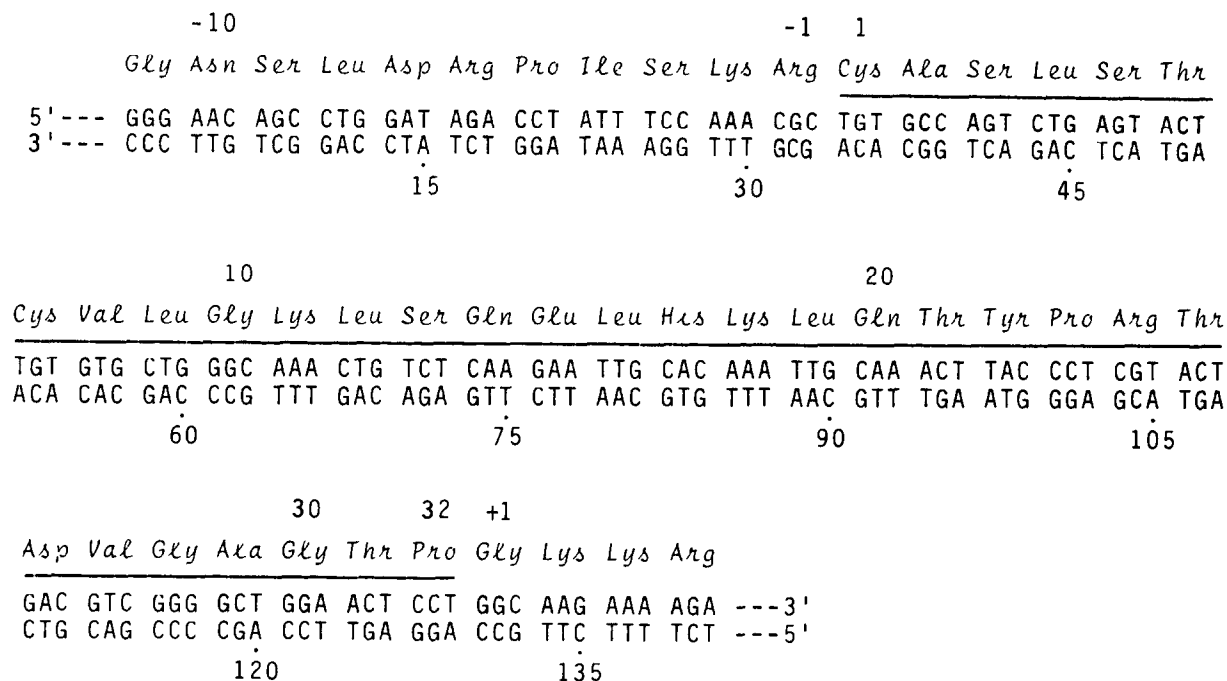 -10 -1 1
Gly Asn Ser Leu Asp Arg Pro Ile Ser Lys Arg Cys Ala Ser Leu Ser Thr
5'--- GGG AAC AGC CTG GAT AGA CCT ATT TCC AAA CGC TGT GCC AGT CTG AGT ACT
3'--- CCC TTG TCG GAC CTA TCT GGA TAA AGG TTT GCG ACA CGG TCA GAC TCA TGA
15 30 45
10 20
Cys Val Leu Gly Lys Leu Ser Gln Glu Leu His Lys Leu Gln Thr Tyr Pro Arg Thr
TGT GTG CTG GGC AAA CTG TCT CAA GAA TTG CAC AAA TTG CAA ACT TAC CCT CGT ACT
ACA CAC GAC CCG TTT GAC AGA GTT CTT AAC GTG TTT AAC GTT TGA ATG GGA GCA TGA
60 75 90 105
30 32 +1
Asp Val Gly Ala Gly Thr Pro Gly Lys Lys Arg
GAC GTC GGG GCT GGA ACT CCT GGC AAG AAA AGA ---3'
CTG CAG CCC CGA CCT TGA GGA CCG TTC TTT TCT ---5'
120 135